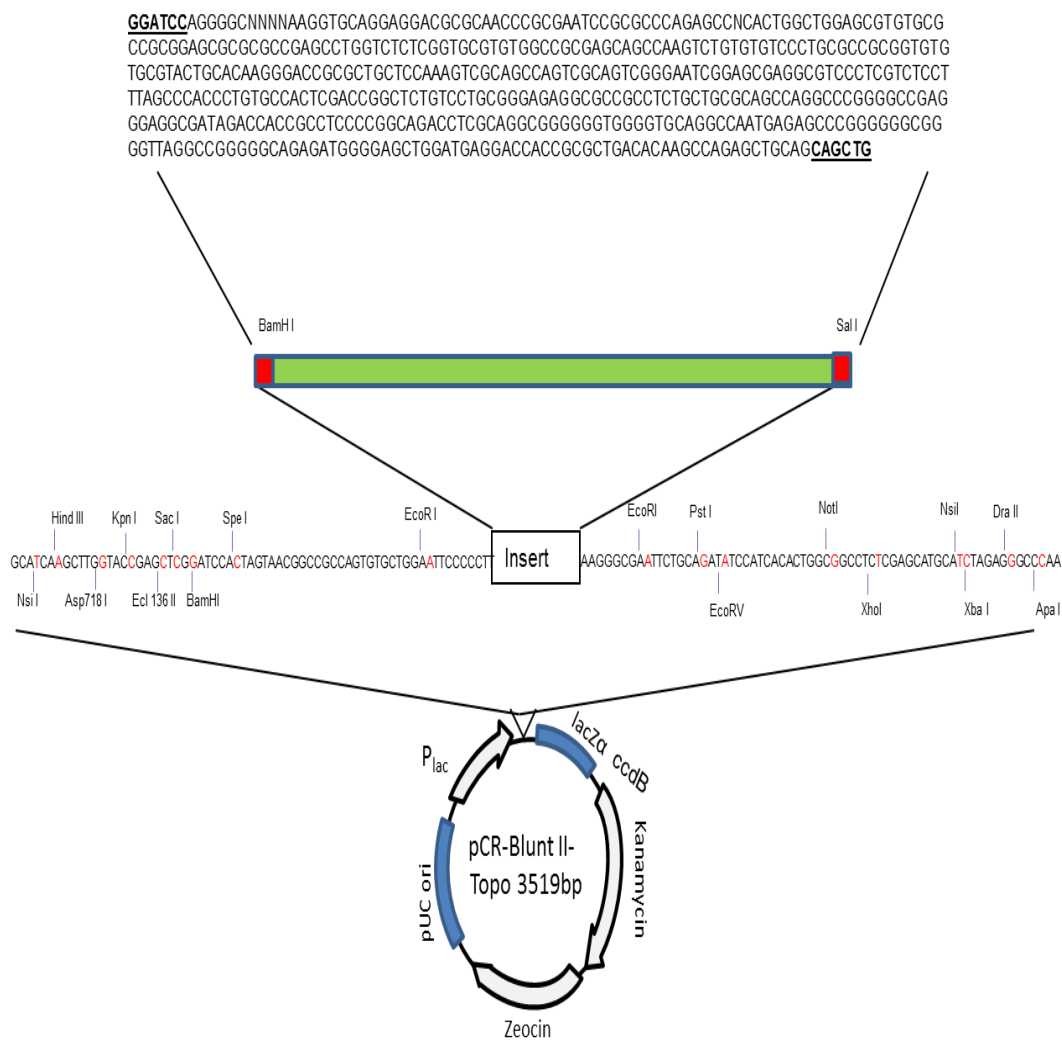 GGATCCAGGGGCNNNNAAGGTGCAGGAGGACGCGCAACCCGCGAATCCGCGCCCAGAGCCNCACTGGCTGGAGCGTGTGCG
CCGCGGAGCGCGCGCCGAGCCTGGTCTCTCGGTGCGTGTGGCCGCGAGCAGCCAAGTCTGTGTGTCCCTGCGCCGCGGTGTG
TGCGTACTGCACAAGGGACCGCGCTGCTCCAAAGTCGCAGCCAGTCGCAGTCGGGAATCGGAGCGAGGCGTCCCTCGTCTCCT
TTAGCCCACCCTGTGCCACTCGACCGGCTCTGTCCTGCGGGAGAGGCGCCGCCTCTGCTGCGCAGCCAGGCCCGGGGCCGAG
GGAGGCGATAGACCACCGCCTCCCCGGCAGACCTCGCAGGCGGGGGGTGGGGTGCAGGCCAATGAGAGCCCGGGGGGCGG
GGTTAGGCCGGGGGCAGAGATGGGGAGCTGGATGAGGACCACCGCGCTGACACAAGCCAGAGCTGCAGCAGCTG
BamH I
Sal I
Hind III
Kpn I
Sac I
Spe I
EcoR I
EcoRI
Pst I
NotI
NsiI
Dra II
GCATCAAGCTTGGTACCGAGCTCGGATCCACTAGTAACGGCCGCCAGTGTGCTGGAATTCCCCCTT
Insert
AAGGGCGAATTCTGCAGATATCCATCACACTGGCGGCCTCTCGAGCATGCATCTAGAGGGCCCAA
Nsi I
Asp718 I
Ecl 136 II
BamHI
EcoRV
XhoI
Xba I
Apa I
Plac
lacZα ccdB
Kanamycin
pCR-Blunt II-
Topo 3519bp
pUC ori
Zeocin